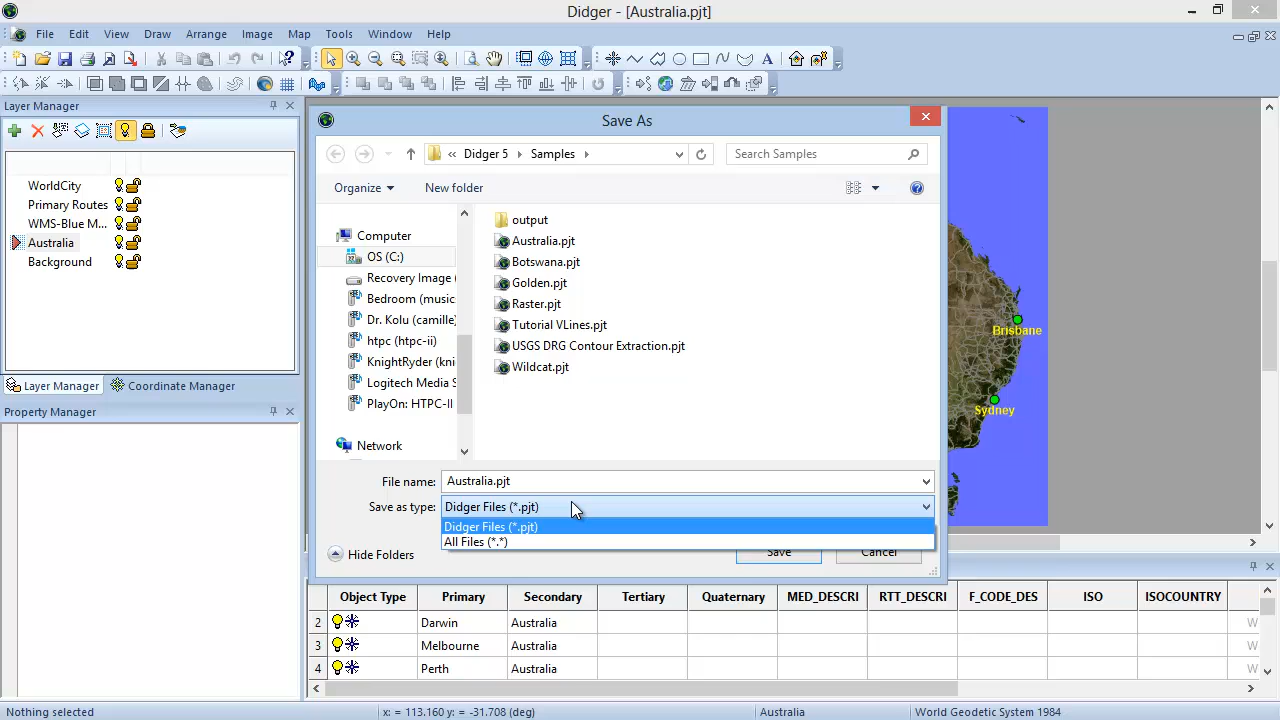 Didger - [Australia.pjt]
File Edit View Draw Arrange Image Map Tools Window Help
Layer Manager
WorldCity
Primary Routes
WMS-Blue M...
Australia
Background
Layer Manager Coordinate Manager
Property Manager
Save As
Didger 5 Samples
Search Samples
Organize New folder
Computer
OS (C:)
Recovery Image (
Bedroom (music:
Dr. Kolu (camille)
htpc (htpc-ii)
KnightRyder (kni
Logitech Media S
PlayOn: HTPC-II
Network
output
Australia.pjt
Botswana.pjt
Golden.pjt
Raster.pjt
Tutorial VLines.pjt
USGS DRG Contour Extraction.pjt
Wildcat.pjt
File name: Australia.pjt
Save as type: Didger Files (*.pjt)
Didger Files (*.pjt)
All Files (*.*)
Hide Folders
Save Cancel
Brisbane
Sydney
Object Type Primary Secondary Tertiary Quaternary MED_DESCRI RTT_DESCRI F_CODE_DES ISO ISOCOUNTRY
2 Darwin Australia W
3 Melbourne Australia W
4 Perth Australia W
Nothing selected x: = 113.160 y: = -31.708 (deg) Australia World Geodetic System 1984